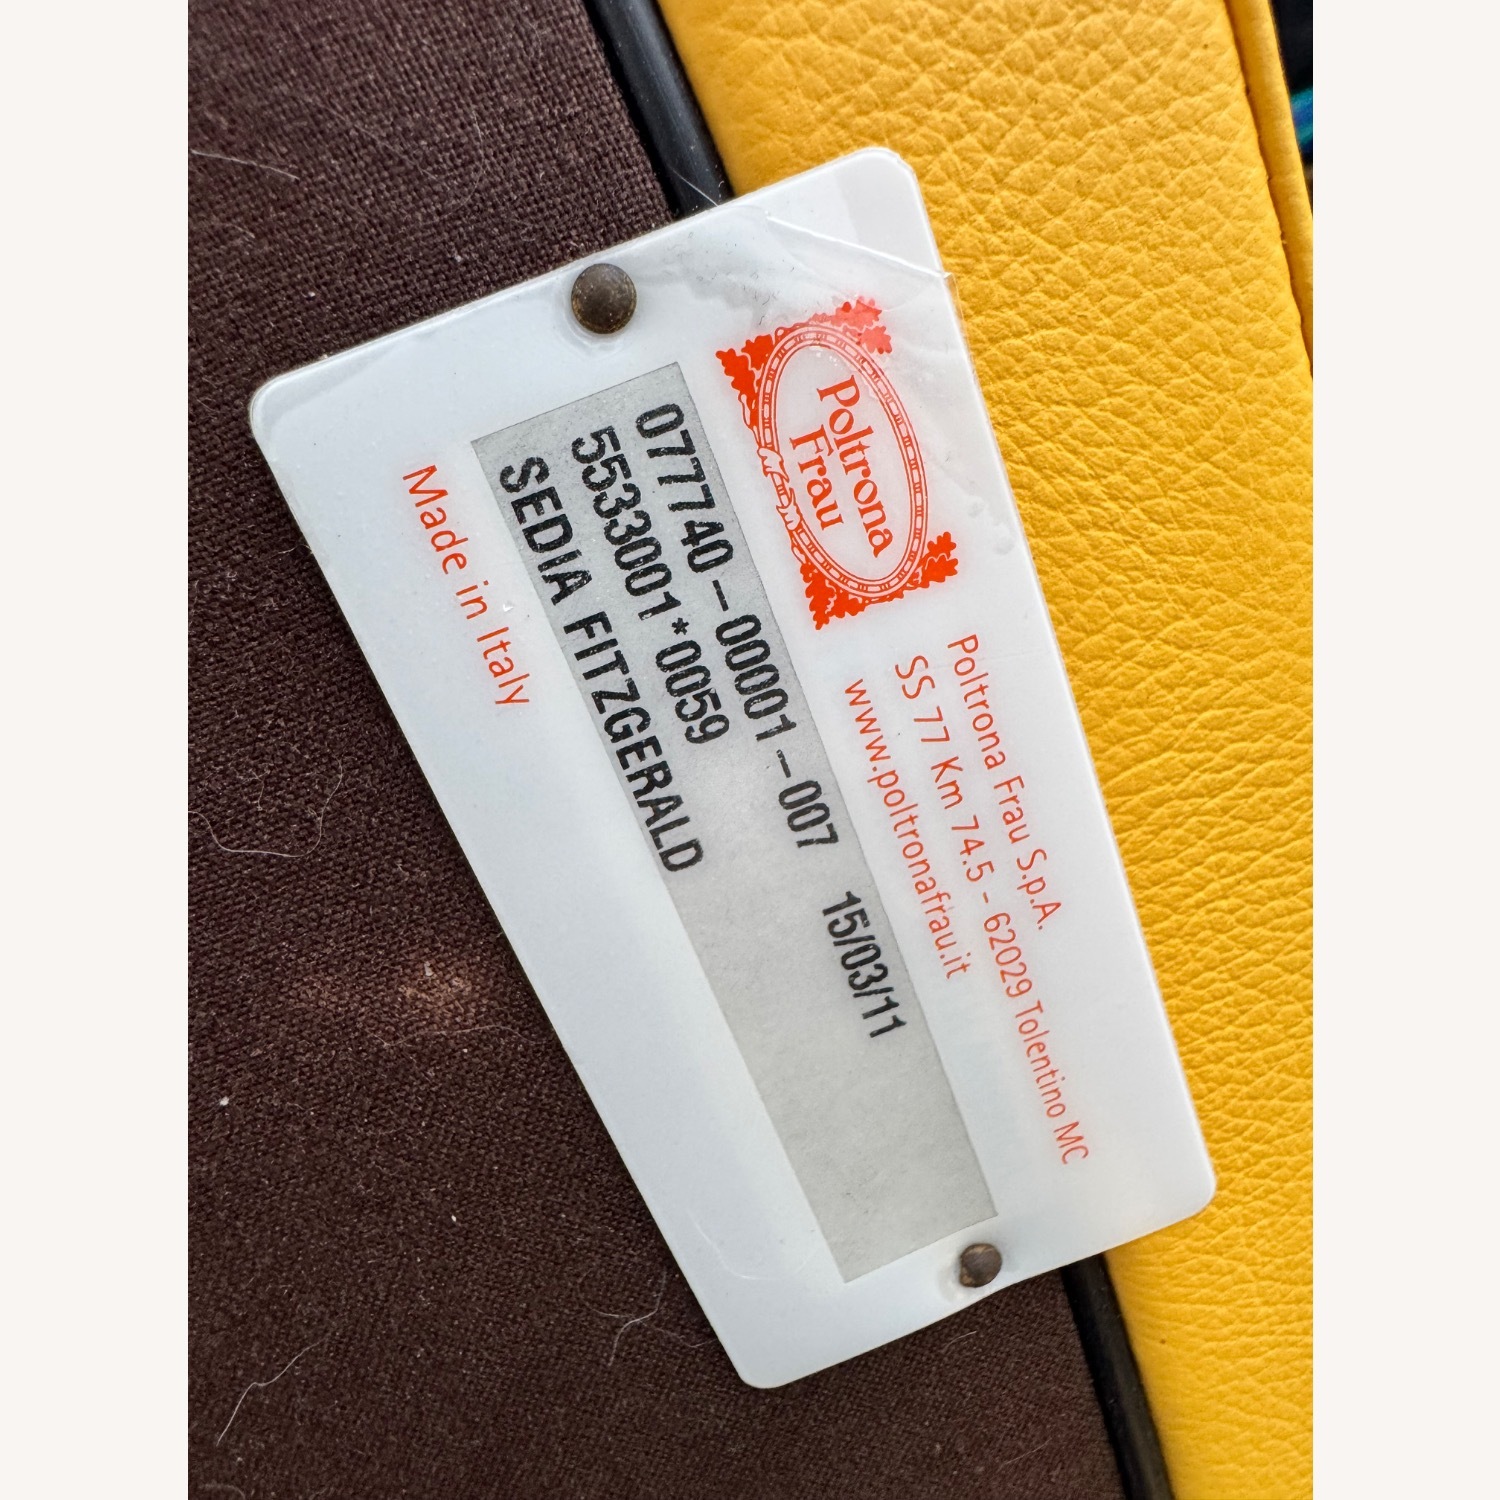 Poltrona
Frau
Poltrona Frau S.p.A.
SS 77 Km 74.5 - 62029 Tolentino MC
www.poltronafrau.it
077740-00001-007 15/03/11
5533001*0059
SEDIA FITZGERALD
Made in Italy